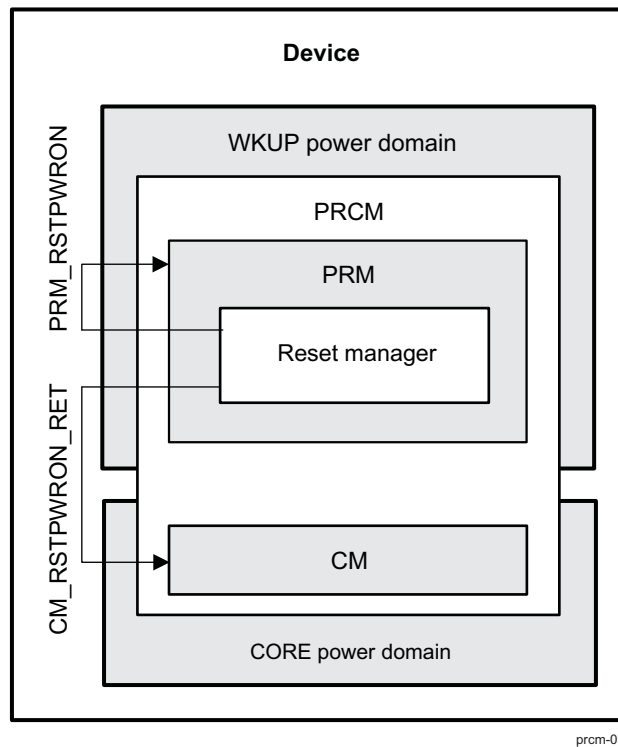 Device
WKUP power domain
PRCM
PRM_RSTPWRON
PRM
Reset manager
CM_RSTPWRON_RET
CM
CORE power domain
prcm-0